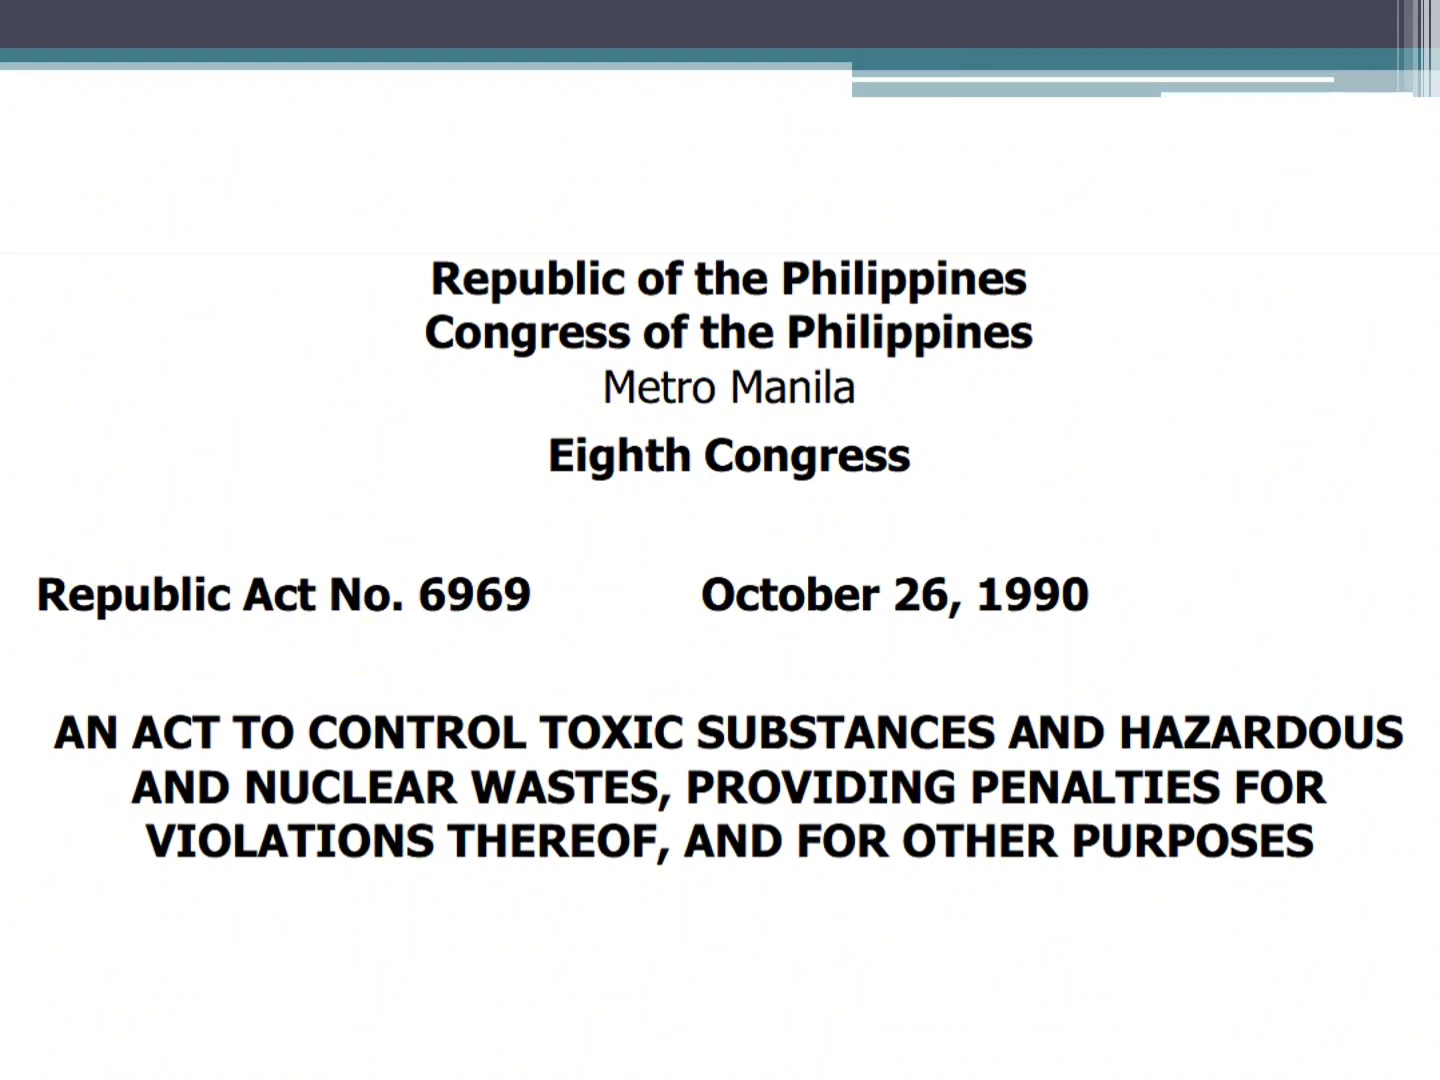 Republic of the Philippines
Congress of the Philippines
Metro Manila
Eighth Congress
Republic Act No. 6969 October 26, 1990
AN ACT TO CONTROL TOXIC SUBSTANCES AND HAZARDOUS
AND NUCLEAR WASTES, PROVIDING PENALTIES FOR
VIOLATIONS THEREOF, AND FOR OTHER PURPOSES